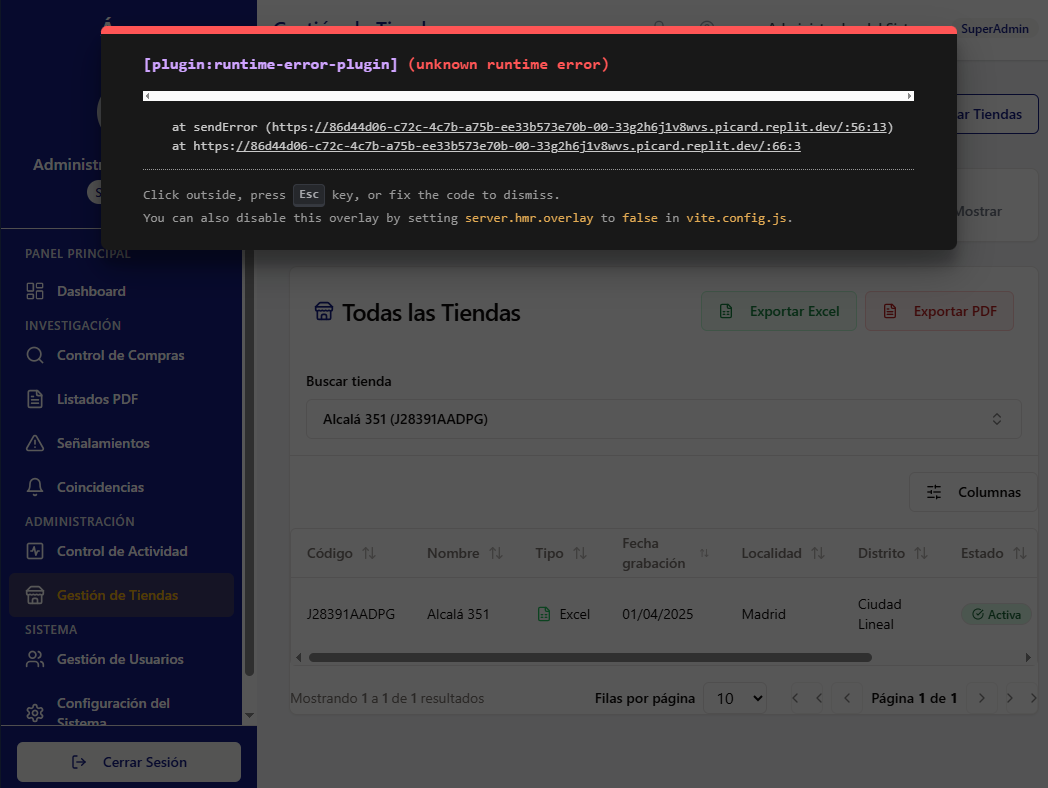 SuperAdmin
[plugin:runtime-error-plugin] (unknown runtime error)
at sendError (https://86d44d06-c72c-4c7b-a75b-ee33b573e70b-00-33g2h6j1v8wvs.picard.replit.dev/:56:13)
at https://86d44d06-c72c-4c7b-a75b-ee33b573e70b-00-33g2h6j1v8wvs.picard.replit.dev/:66:3
Click outside, press Esc key, or fix the code to dismiss.
You can also disable this overlay by setting server.hmr.overlay to false in vite.config.js.
Tiendas
Mostrar
PANEL PRINCIPAL
Dashboard
INVESTIGACIÓN
Control de Compras
Listados PDF
Señalamientos
Coincidencias
ADMINISTRACIÓN
Control de Actividad
Gestión de Tiendas
SISTEMA
Gestión de Usuarios
Configuración del
Sistema
Cerrar Sesión
Todas las Tiendas
Exportar Excel
Exportar PDF
Buscar tienda
Alcalá 351 (J28391AADPG)
Columnas
Código Nombre Tipo Fecha grabación Localidad Distrito Estado
J28391AADPG Alcalá 351 Excel 01/04/2025 Madrid Ciudad Lineal Activa
Mostrando 1 a 1 de 1 resultados
Filas por página 10
Página 1 de 1